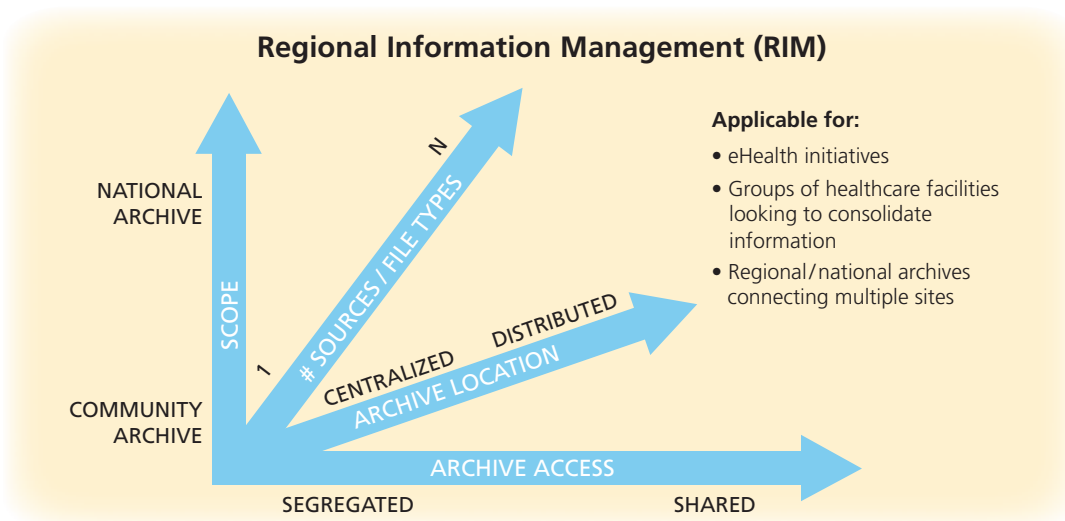 Regional Information Management (RIM)
NATIONAL
ARCHIVE
COMMUNITY
ARCHIVE
SCOPE
1
# SOURCES / FILE TYPES
N
CENTRALIZED
DISTRIBUTED
ARCHIVE LOCATION
ARCHIVE ACCESS
SEGREGATED
SHARED
Applicable for:
• eHealth initiatives
• Groups of healthcare facilities
looking to consolidate
information
• Regional/national archives
connecting multiple sites